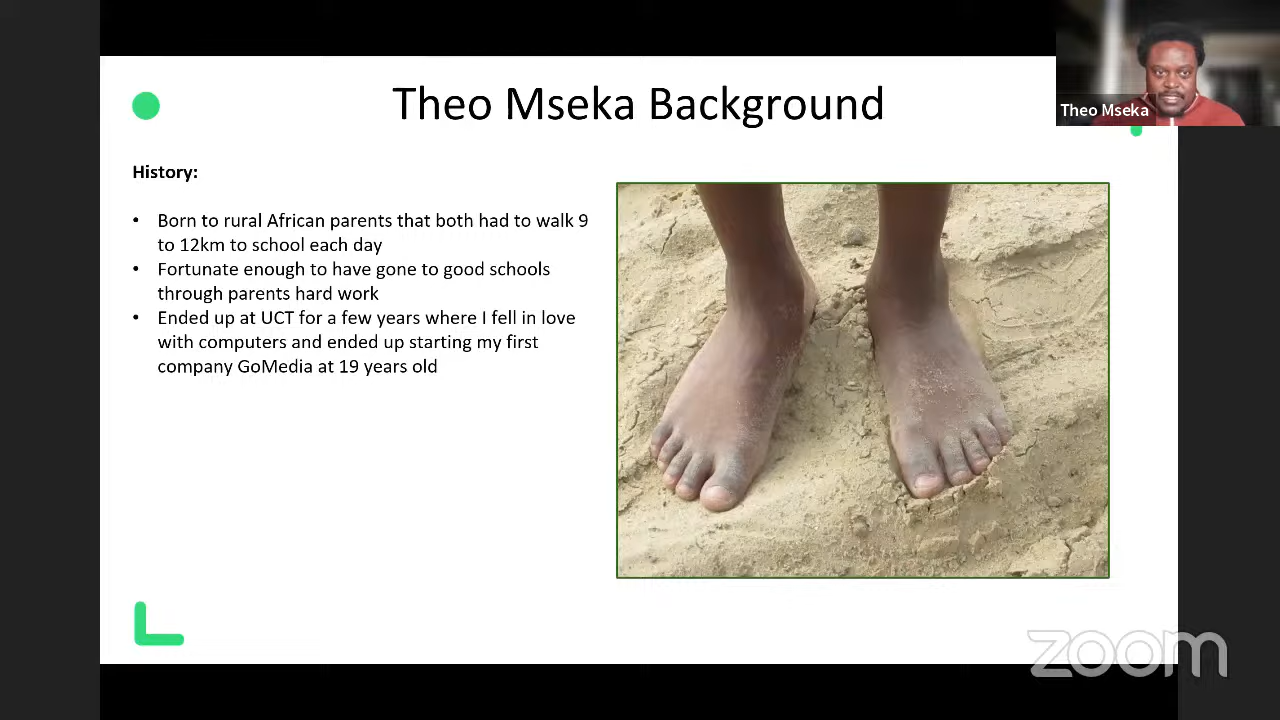 Theo Mseka Background
Theo Mseka
History:
• Born to rural African parents that both had to walk 9
to 12km to school each day
• Fortunate enough to have gone to good schools
through parents hard work
• Ended up at UCT for a few years where I fell in love
with computers and ended up starting my first
company GoMedia at 19 years old
zoom